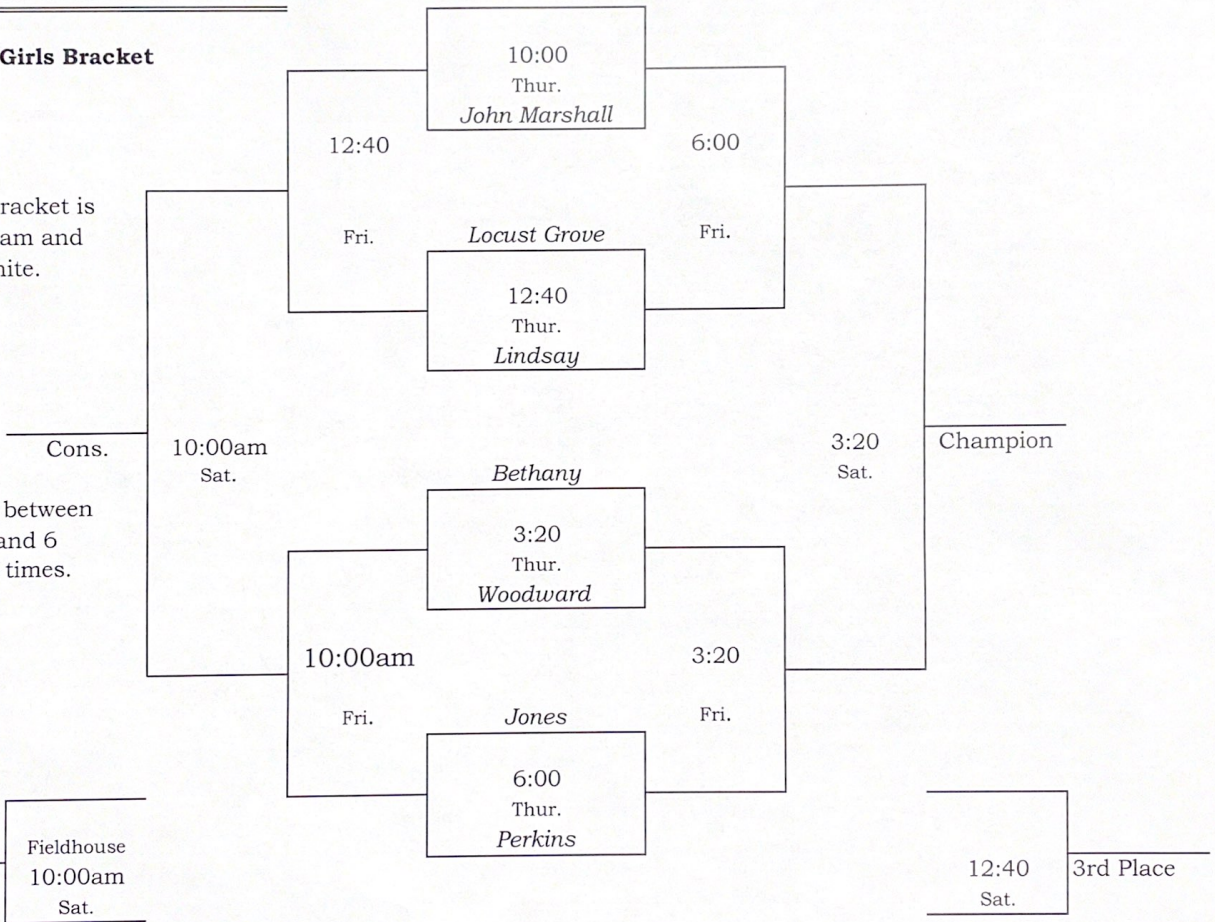 Girls Bracket
10:00
Thur.
John Marshall
12:40
6:00
racket is
am and
Fri.
Locust Grove
Fri.
12:40
Thur.
Lindsay
Cons.
10:00am
Sat.
3:20
Sat.
Champion
Bethany
between
and 6
times.
3:20
Thur.
Woodward
10:00am
3:20
Fri.
Jones
Fri.
6:00
Thur.
Perkins
Fieldhouse
10:00am
Sat.
12:40
Sat.
3rd Place